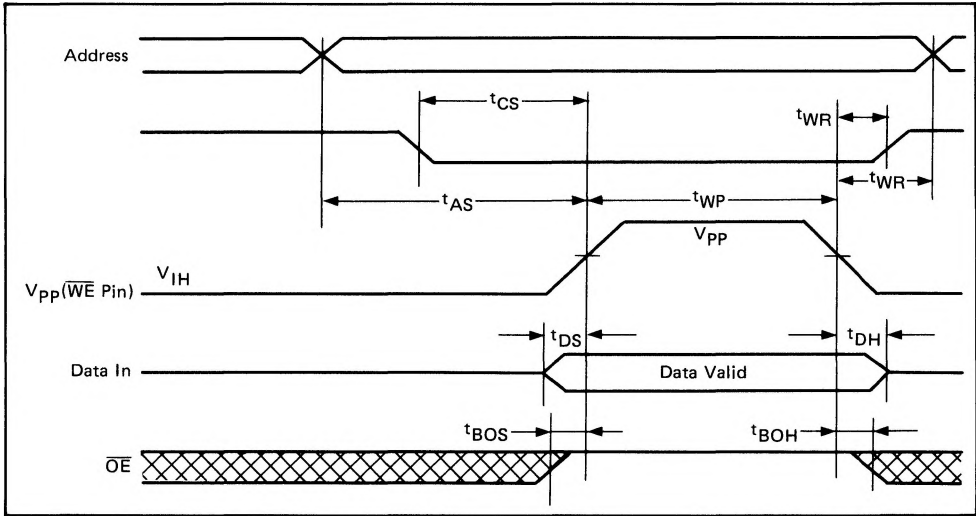 Address
tCS
tWR
tWR
tAS
tWP
VPP
VIH
VPP(WE Pin)
tDS
tDH
Data In
Data Valid
tBOS
tBOH
OE